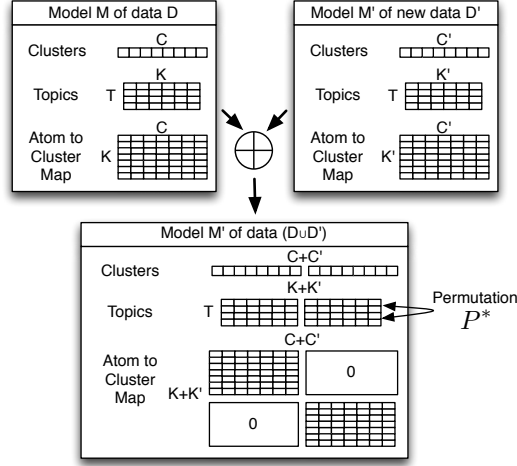 Model M of data D
Clusters
C
K
Topics
T
C
Atom to
Cluster
Map
K
Model M' of new data D'
Clusters
C'
K'
Topics
T
C'
Atom to
Cluster
Map
K'
Model M' of data (D∪D')
Clusters
C+C'
K+K'
Topics
T
Permutation
P*
C+C'
Atom to
Cluster
Map
K+K'
0
0